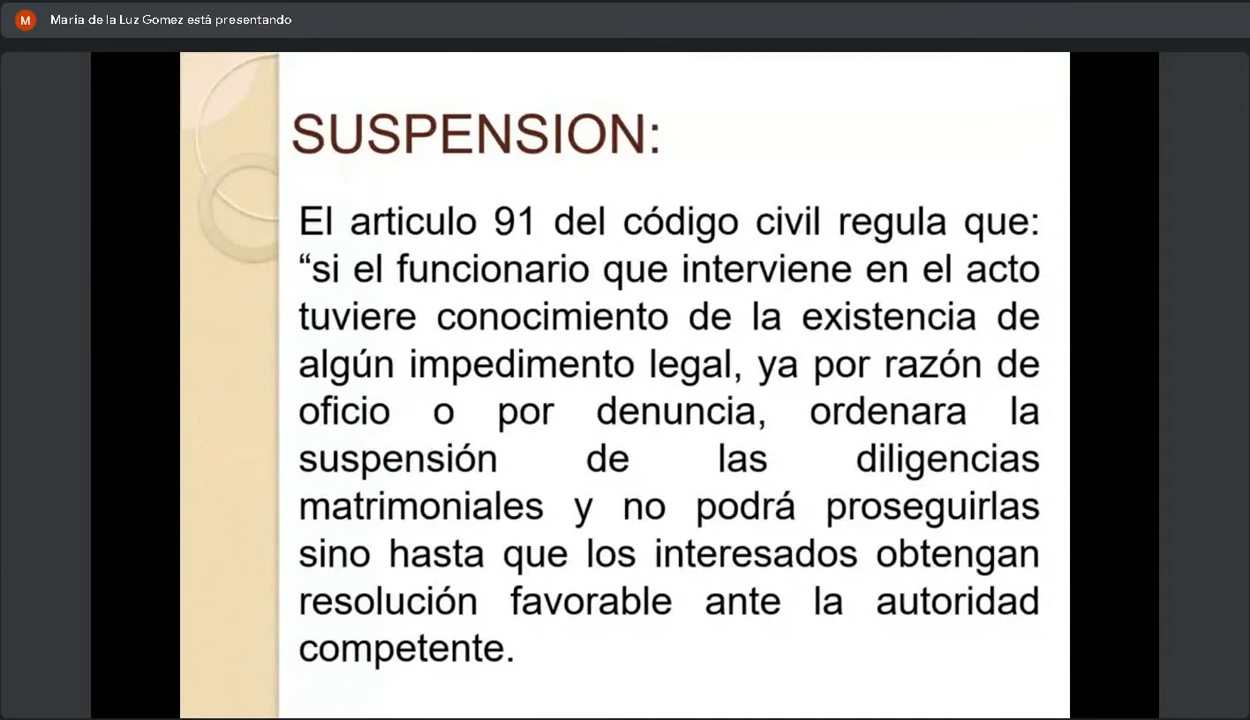 M Maria de la Luz Gomez está presentando
SUSPENSION:
El articulo 91 del código civil regula que:
“si el funcionario que interviene en el acto
tuviere conocimiento de la existencia de
algún impedimento legal, ya por razón de
oficio o por denuncia, ordenara la
suspensión de las diligencias
matrimoniales y no podrá proseguirlas
sino hasta que los interesados obtengan
resolución favorable ante la autoridad
competente.